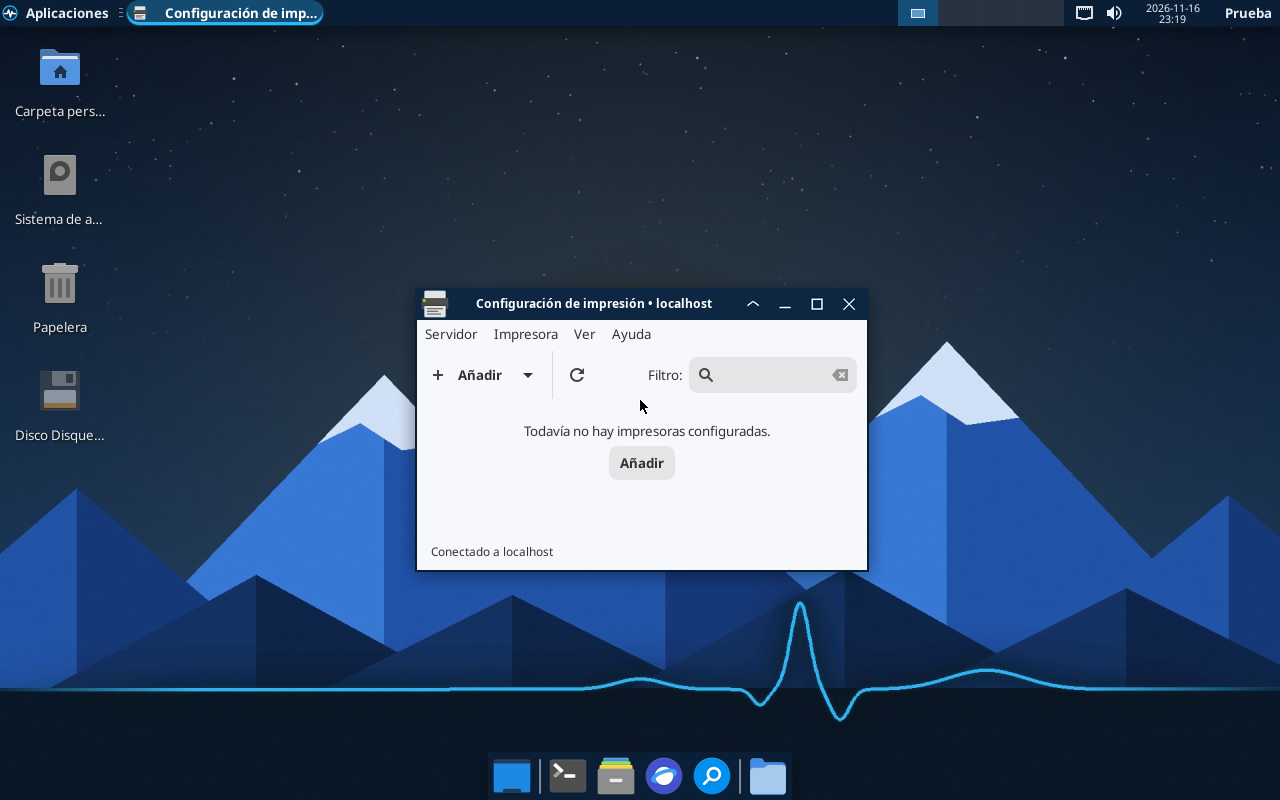 Aplicaciones
Configuración de imp...
2026-11-16
23:19
Prueba
Carpeta pers...
Sistema de a...
Papelera
Disco Disque...
Configuración de impresión • localhost
Servidor Impresora Ver Ayuda
+ Añadir Filtro:
Todavía no hay impresoras configuradas.
Añadir
Conectado a localhost